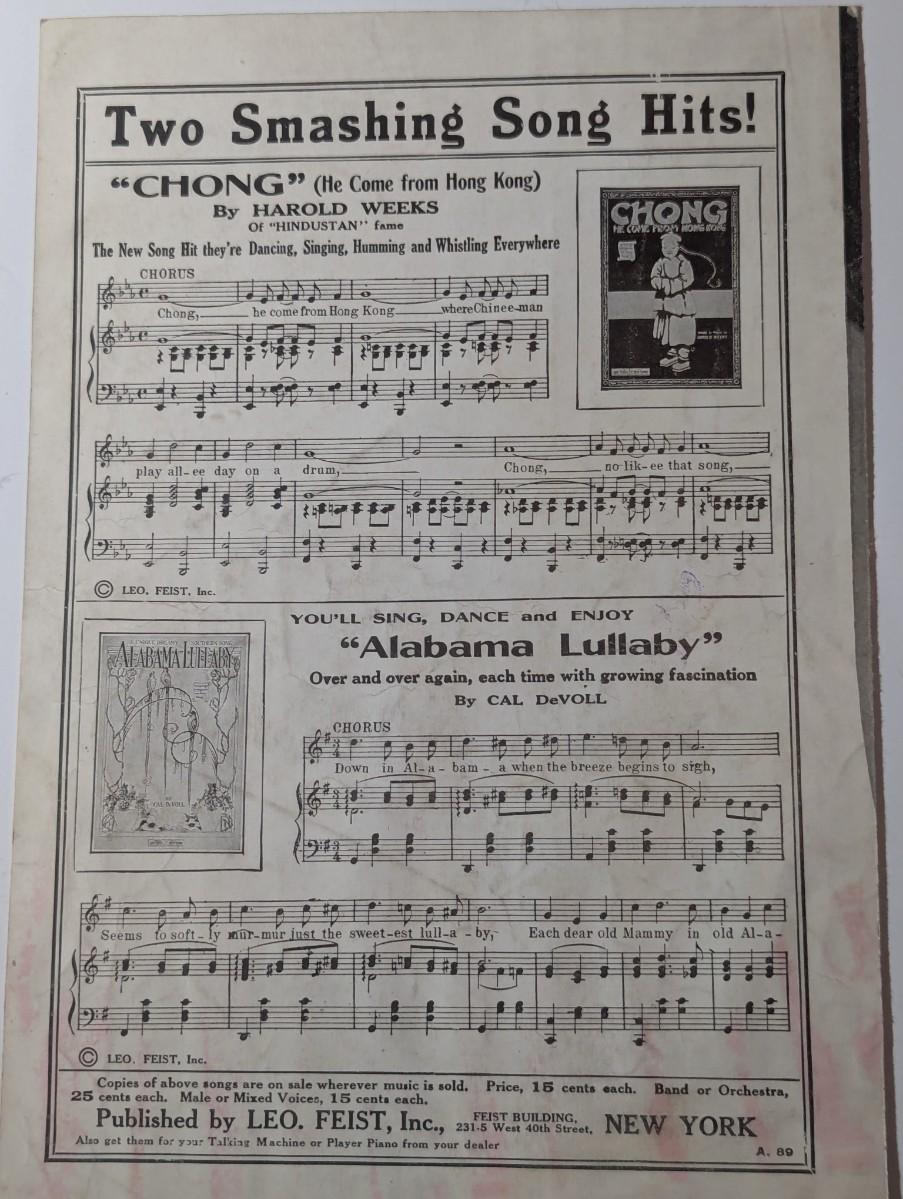 Two Smashing Song Hits!
"CHONG" (He Come from Hong Kong)
By HAROLD WEEKS
Of "HINDUSTAN" fame
The New Song Hit they're Dancing, Singing, Humming and Whistling Everywhere
CHONG
HE COME FROM HONG KONG
CHORUS
Chong, he come from Hong Kong where Chinee-man
play all-ee day on a drum, Chong, no lik-ee that song,
© LEO. FEIST, Inc.
YOU'LL SING, DANCE and ENJOY
"Alabama Lullaby"
Over and over again, each time with growing fascination
By CAL DeVOLL
ALABAMA LULLABY
BY
CAL DeVOLL
CHORUS
3 4
Down in Al-a-bam-a when the breeze begins to sigh,
3 4
3 4
Seems to soft-ly mur-mur just the sweet-est lull-a-by, Each dear old Mammy in old Al-a-
© LEO. FEIST, Inc.
Copies of above songs are on sale wherever music is sold. Price, 15 cents each. Band or Orchestra,
25 cents each. Male or Mixed Voices, 15 cents each.
Published by LEO. FEIST, Inc., FEIST BUILDING, 231-5 West 40th Street, NEW YORK
Also get them for your Talking Machine or Player Piano from your dealer
A. 89